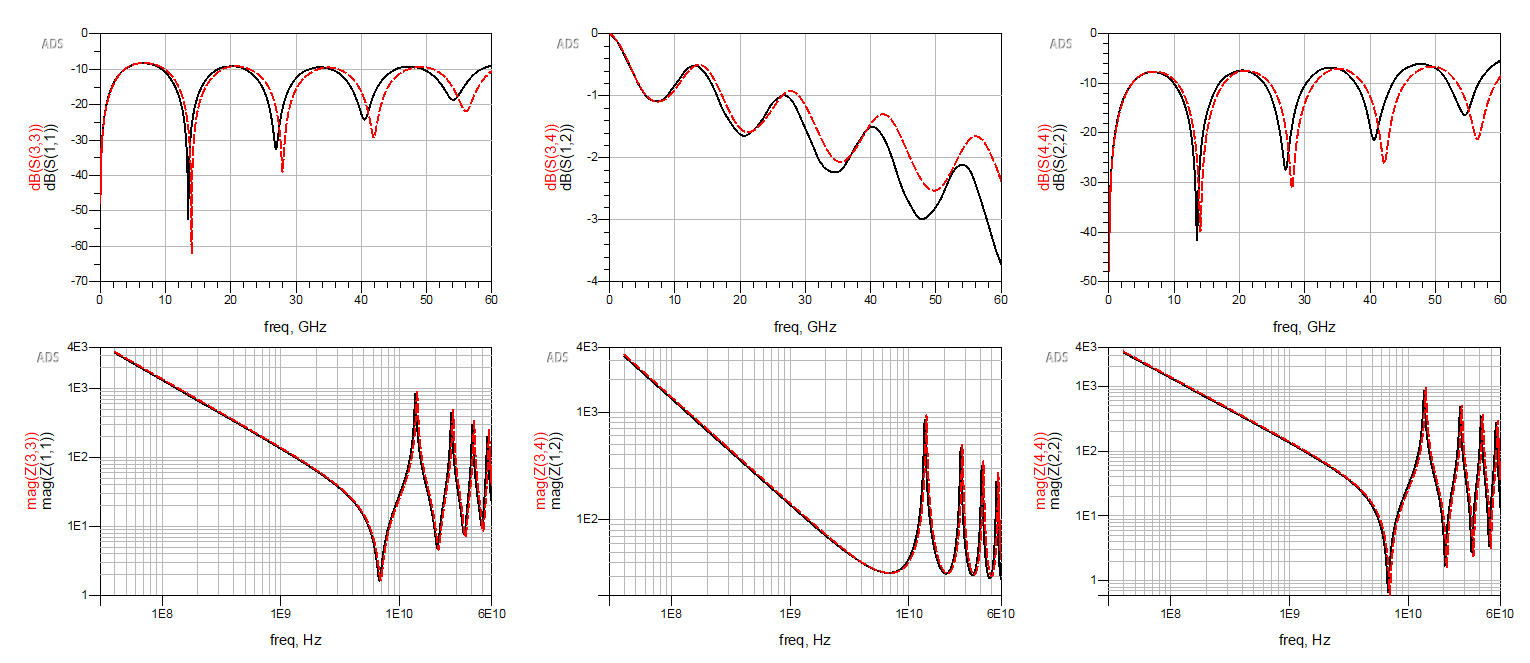 ADS
dB(S(3,3))
dB(S(1,1))
0
-10
-20
-30
-40
-50
-60
-70
0 10 20 30 40 50 60
freq, GHz
ADS
dB(S(3,4))
dB(S(1,2))
0
-1
-2
-3
-4
0 10 20 30 40 50 60
freq, GHz
ADS
dB(S(4,4))
dB(S(2,2))
0
-10
-20
-30
-40
-50
0 10 20 30 40 50 60
freq, GHz
ADS
mag(Z(3,3))
mag(Z(1,1))
4E3
1E3
1E2
1E1
1
1E8 1E9 1E10 6E10
freq, Hz
ADS
mag(Z(3,4))
mag(Z(1,2))
4E3
1E3
1E2
1E8 1E9 1E10 6E10
freq, Hz
ADS
mag(Z(4,4))
mag(Z(2,2))
4E3
1E3
1E2
1E1
1
1E8 1E9 1E10 6E10
freq, Hz